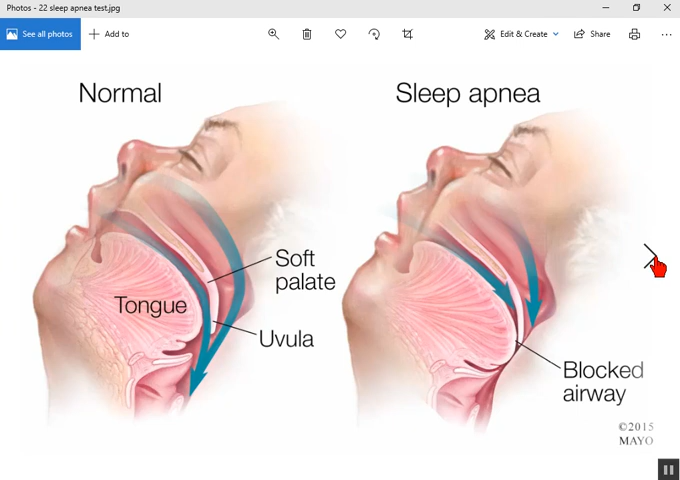 Photos - 22 sleep apnea test.jpg
See all photos
Add to
Edit & Create
Share
Normal
Sleep apnea
Soft
palate
Tongue
Uvula
Blocked
airway
©2015
MAYO